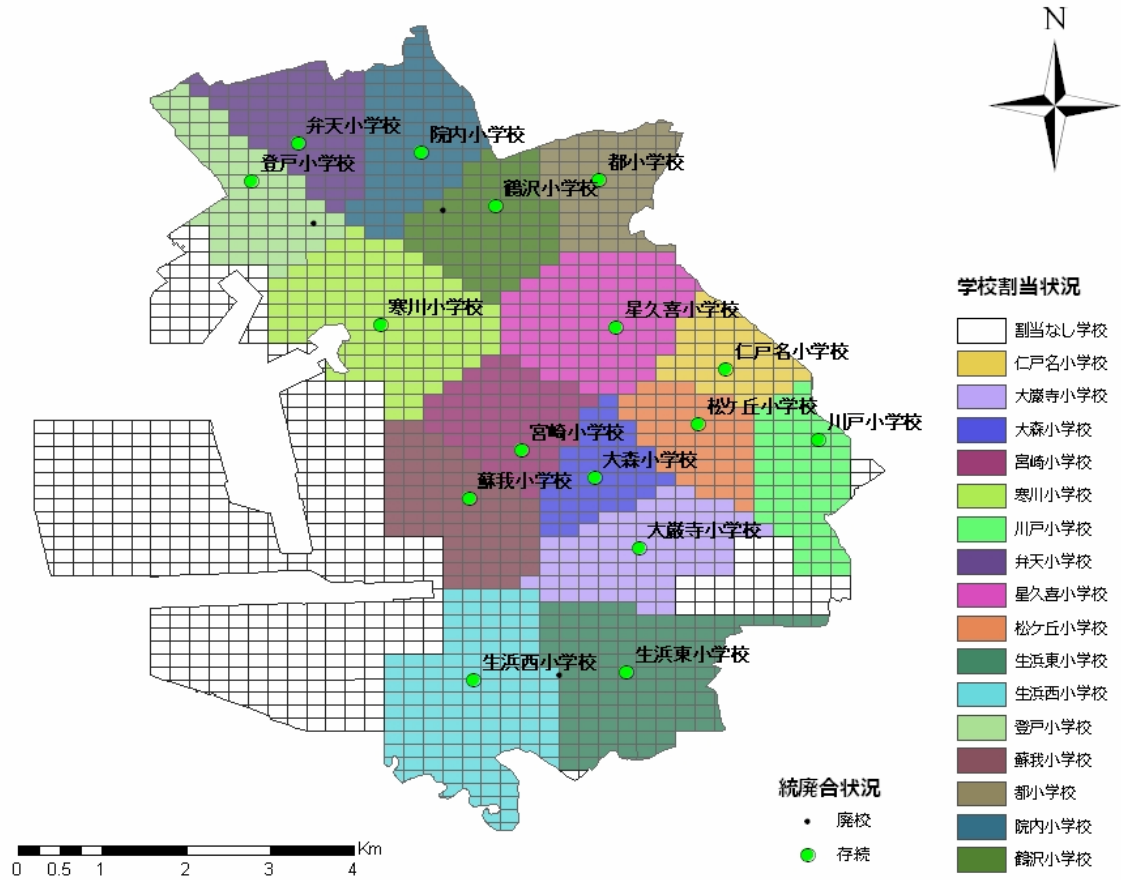 N
弁天小学校
院内小学校
登戸小学校
都小学校
鶴沢小学校
寒川小学校
星久喜小学校
仁戸名小学校
松ケ丘小学校
川戸小学校
宮崎小学校
大森小学校
蘇我小学校
大巌寺小学校
生浜西小学校
生浜東小学校
学校割当状況
割当なし学校
仁戸名小学校
大巌寺小学校
大森小学校
宮崎小学校
寒川小学校
川戸小学校
弁天小学校
星久喜小学校
松ケ丘小学校
生浜東小学校
生浜西小学校
登戸小学校
蘇我小学校
都小学校
院内小学校
鶴沢小学校
統廃合状況
廃校
存続
Km
0 0.5 1 2 3 4